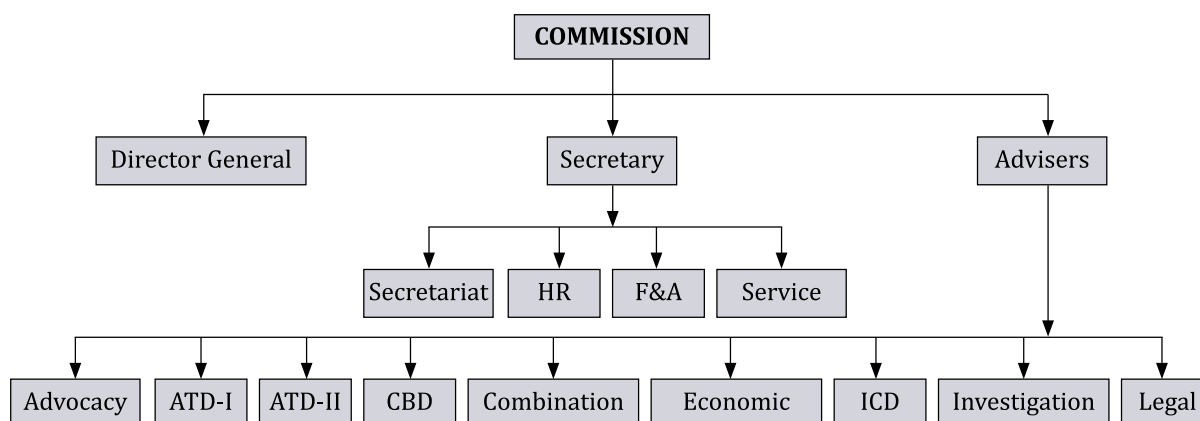 COMMISSION
Director General
Secretary
Advisers
Secretariat
HR
F&A
Service
Advocacy
ATD-I
ATD-II
CBD
Combination
Economic
ICD
Investigation
Legal